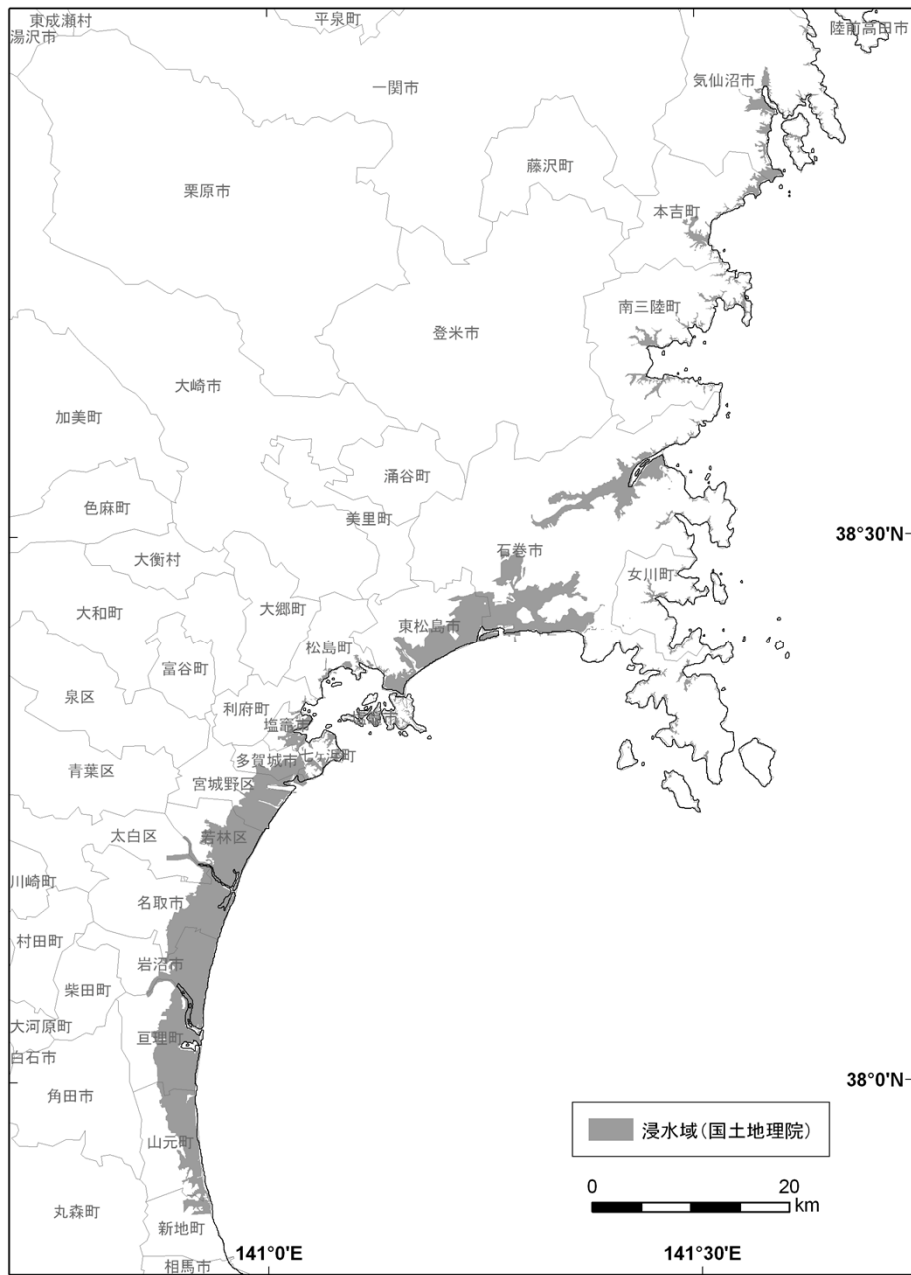 東成瀬村
平泉町
陸前高田市
湯沢市
一関市
気仙沼市
藤沢町
栗原市
本吉町
南三陸町
登米市
大崎市
加美町
涌谷町
色麻町
美里町
38°30'N
石巻市
大衡村
女川町
大郷町
大和町
東松島市
松島町
富谷町
泉区
利府町
塩竈市
多賀城市
七ヶ浜町
青葉区
宮城野区
太白区
若林区
川崎町
名取市
村田町
岩沼市
柴田町
大河原町
亘理町
白石市
38°0'N
角田市
浸水域(国土地理院)
山元町
0 20
km
丸森町
新地町
141°0'E
141°30'E
相馬市